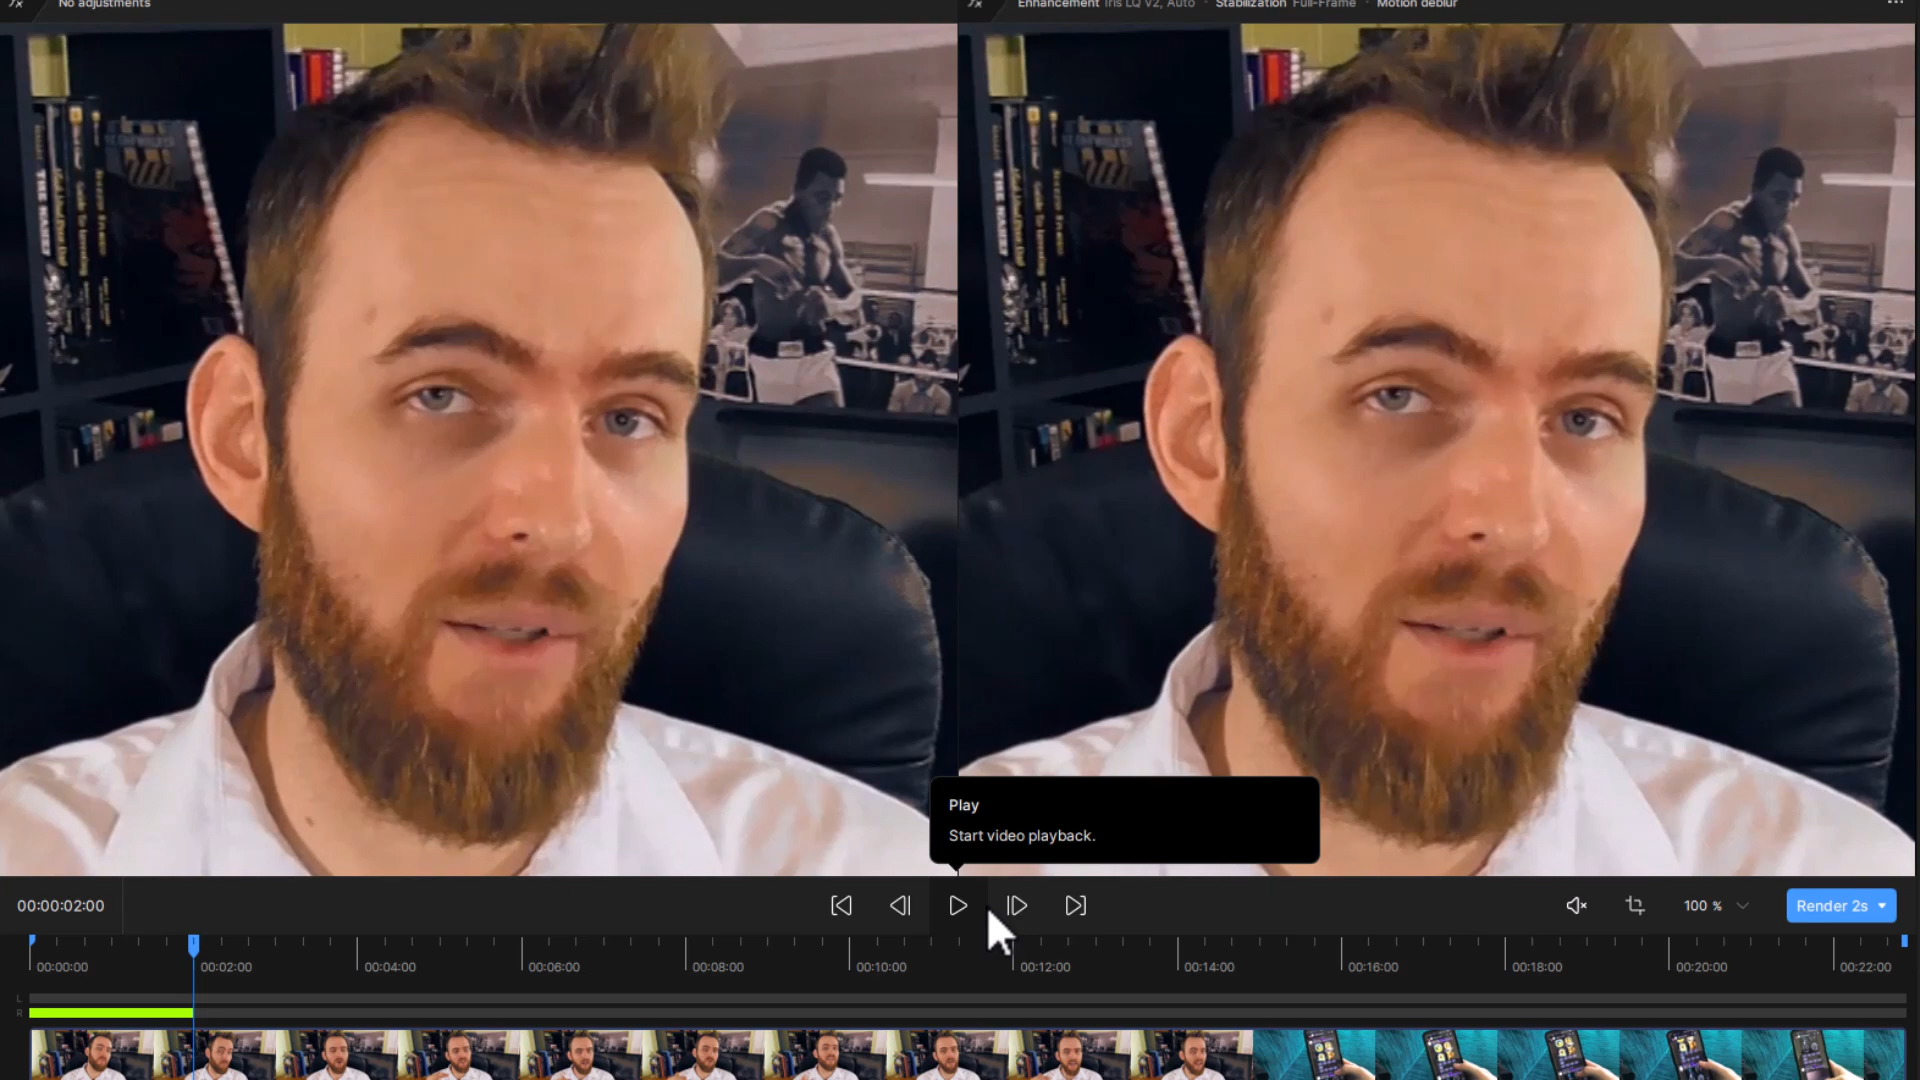 No adjustments
Enhancement Iris LQ V2, Auto · Stabilization Full-Frame · Motion deblur
THE NAMES
Play
Start video playback.
00:00:02:00
100 %
Render 2s
00:00:00
00:02:00
00:04:00
00:06:00
00:08:00
00:10:00
00:12:00
00:14:00
00:16:00
00:18:00
00:20:00
00:22:00
L
R